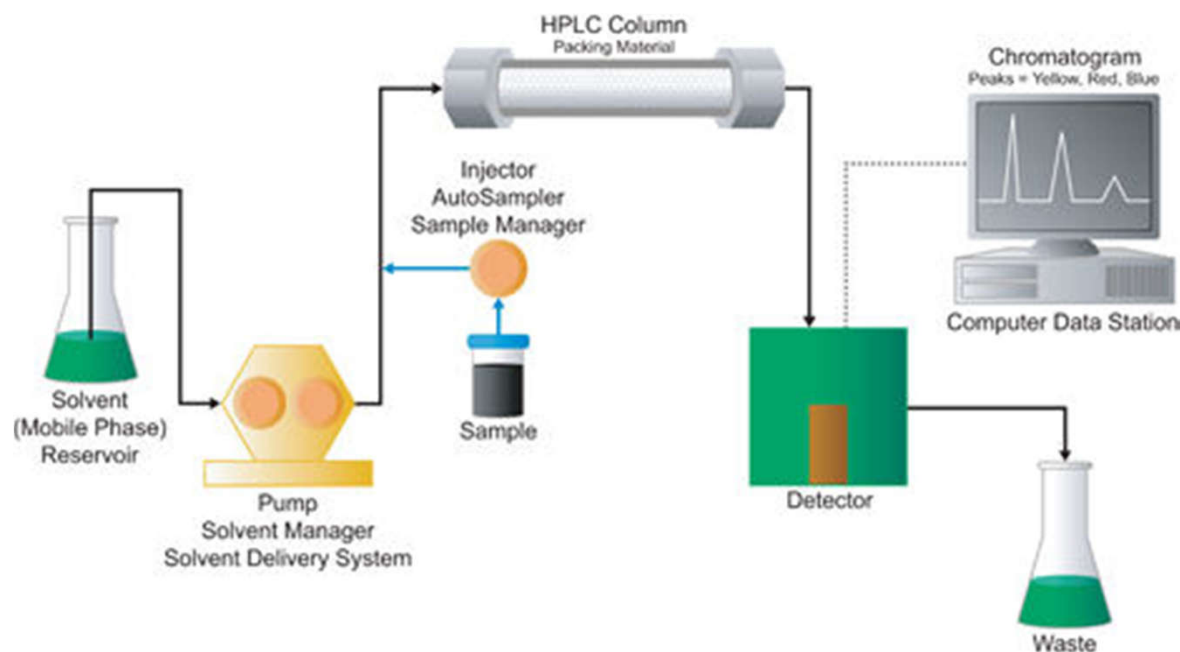 HPLC Column
Packing Material
Chromatogram
Peaks = Yellow, Red, Blue
Injector
AutoSampler
Sample Manager
Computer Data Station
Solvent
(Mobile Phase)
Reservoir
Sample
Detector
Pump
Solvent Manager
Solvent Delivery System
Waste